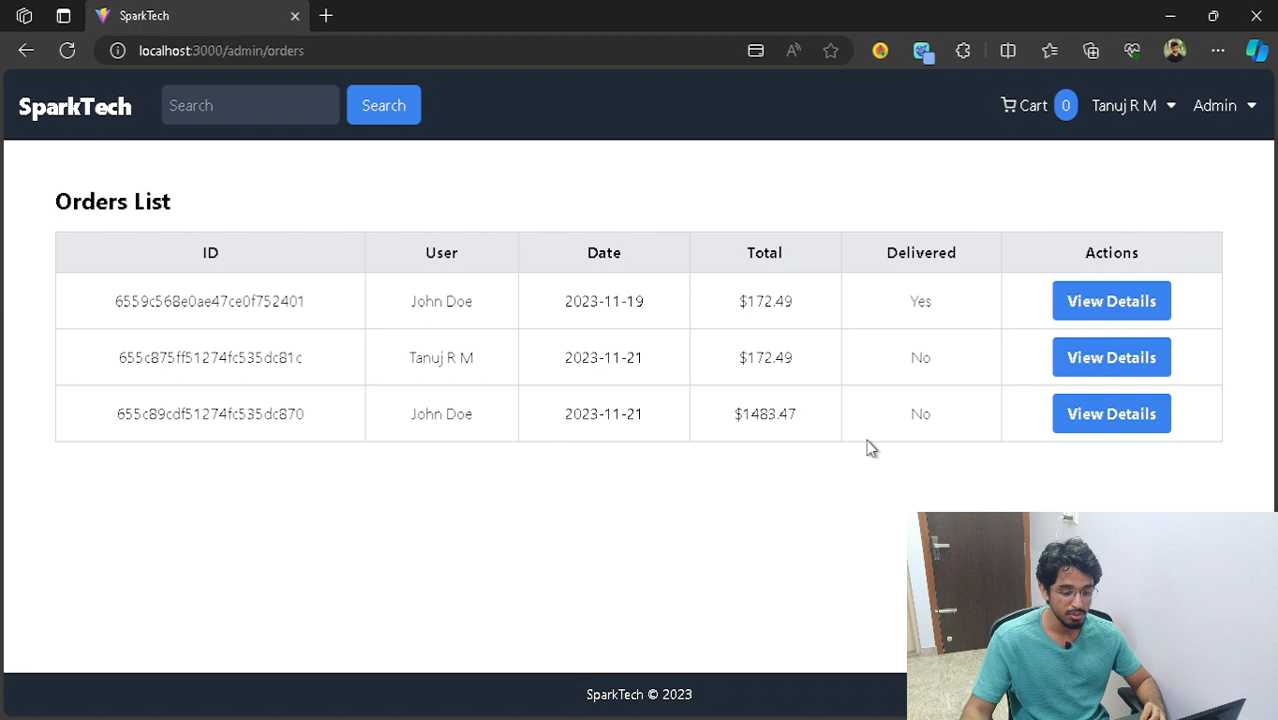 SparkTech
localhost:3000/admin/orders
SparkTech
Search
Search
Cart 0
Tanuj R M
Admin
Orders List
ID User Date Total Delivered Actions
6559c568e0ae47ce0f752401 John Doe 2023-11-19 $172.49 Yes View Details
655c875ff51274fc535dc81c Tanuj R M 2023-11-21 $172.49 No View Details
655c89cdf51274fc535dc870 John Doe 2023-11-21 $1483.47 No View Details
SparkTech © 2023